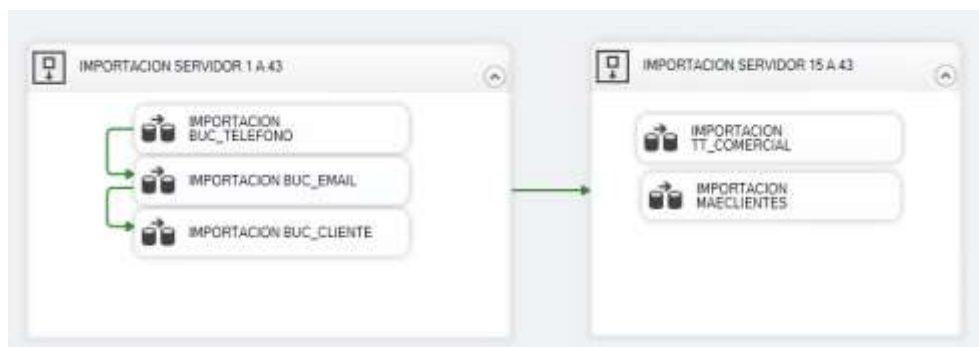 IMPORTACION SERVIDOR 1 A 43
IMPORTACION
BUC_TELEFONO
IMPORTACION BUC_EMAIL
IMPORTACION BUC_CLIENTE
IMPORTACION SERVIDOR 15 A 43
IMPORTACION
TT_COMERCIAL
IMPORTACION
MAECLIENTES